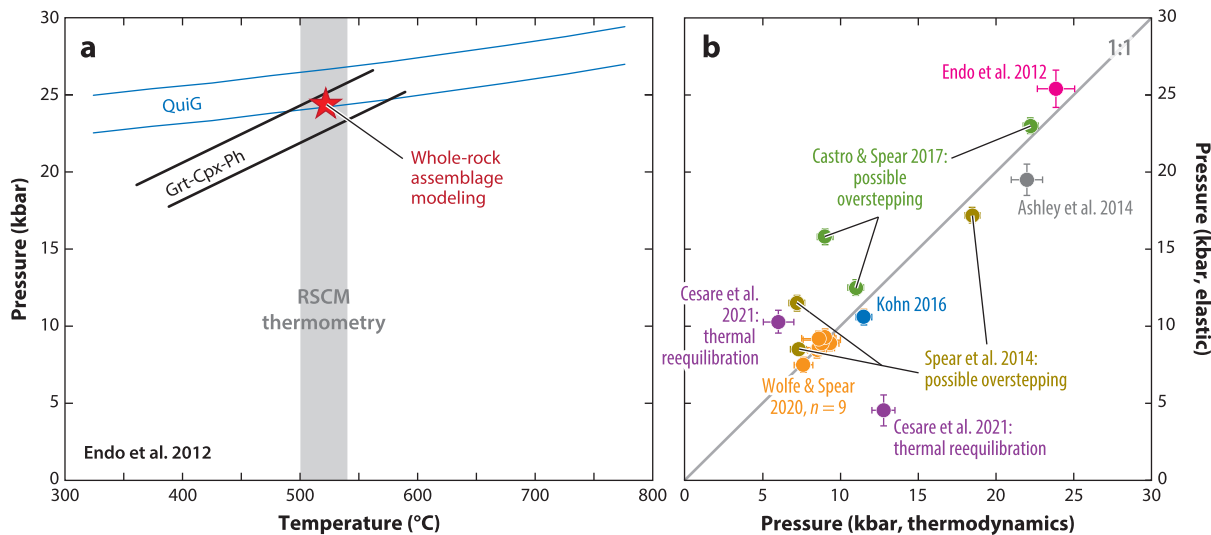 a
QuiG
Grt-Cpx-Ph
Whole-rock
assemblage
modeling
RSCM
thermometry
Endo et al. 2012
Pressure (kbar)
30
25
20
15
10
5
0
300
400
500
600
700
800
Temperature (°C)
b
1:1
Endo et al. 2012
Castro & Spear 2017:
possible
overstepping
Ashley et al. 2014
Cesare et al.
2021:
thermal
reequilibration
Kohn 2016
Spear et al. 2014:
possible overstepping
Wolfe & Spear
2020, n = 9
Cesare et al. 2021:
thermal reequilibration
30
25
20
15
10
5
0
Pressure (kbar, elastic)
0
5
10
15
20
25
30
Pressure (kbar, thermodynamics)